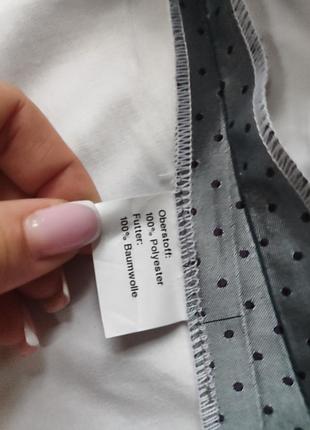 Oberstoff:
100% Polyester
Futter:
100% Baumwolle